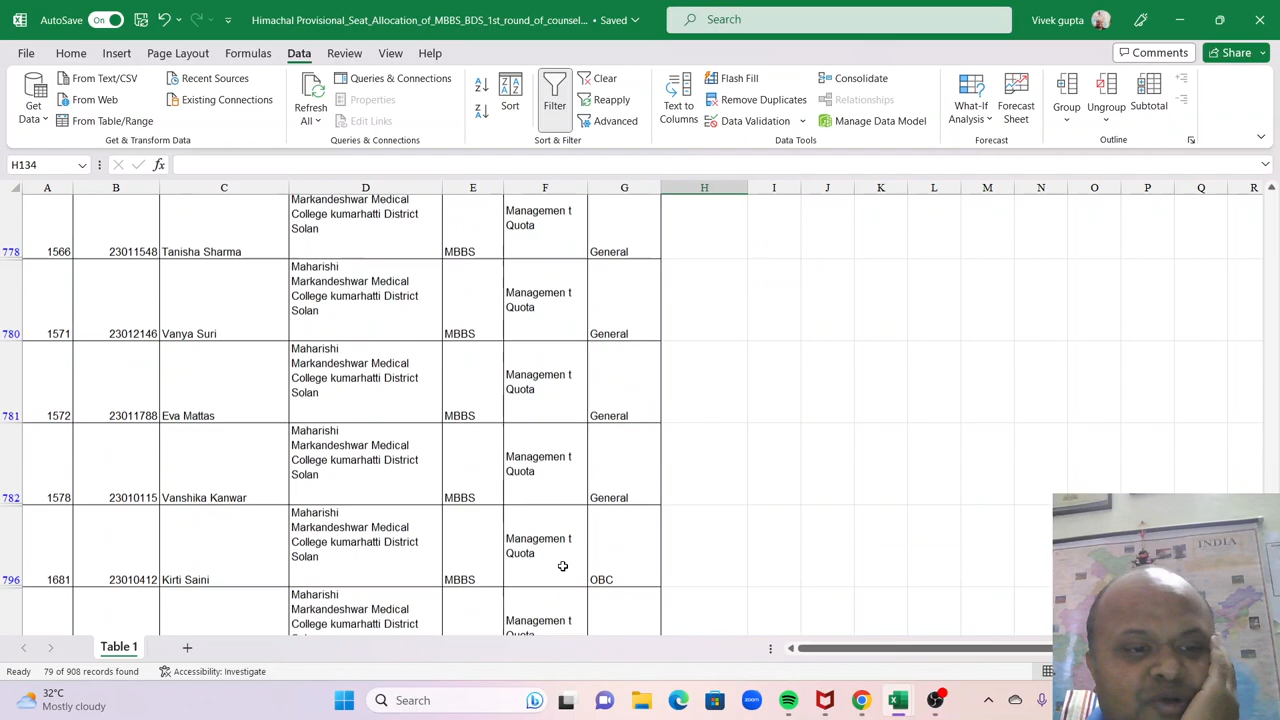 AutoSave On Himachal Provisional_Seat_Allocation_of_MBBS_BDS_1st_round_of_counsel... • Saved Search Vivek gupta
File Home Insert Page Layout Formulas Data Review View Help Comments Share
Get Data From Text/CSV From Web From Table/Range Recent Sources Existing Connections
Get & Transform Data
Refresh All Queries & Connections Properties Edit Links
Queries & Connections
Sort Filter Clear Reapply Advanced
Sort & Filter
Text to Columns Flash Fill Remove Duplicates Data Validation Consolidate Relationships Manage Data Model
Data Tools
What-If Analysis Forecast Sheet
Forecast
Group Ungroup Subtotal
Outline
H134 fx
A B C D E F G H I J K L M N O P Q R
Markandeshwar Medical
College kumarhatti District
Solan
Managemen t
Quota
778 1566 23011548 Tanisha Sharma MBBS General
Maharishi
Markandeshwar Medical
College kumarhatti District
Solan
Managemen t
Quota
780 1571 23012146 Vanya Suri MBBS General
Maharishi
Markandeshwar Medical
College kumarhatti District
Solan
Managemen t
Quota
781 1572 23011788 Eva Mattas MBBS General
Maharishi
Markandeshwar Medical
College kumarhatti District
Solan
Managemen t
Quota
782 1578 23010115 Vanshika Kanwar MBBS General
Maharishi
Markandeshwar Medical
College kumarhatti District
Solan
Managemen t
Quota
796 1681 23010412 Kirti Saini MBBS OBC
Maharishi
Markandeshwar Medical
College kumarhatti District
Managemen t
Quota
Table 1
Ready 79 of 908 records found Accessibility: Investigate
32°C
Mostly cloudy
Search
zoom
INDIA